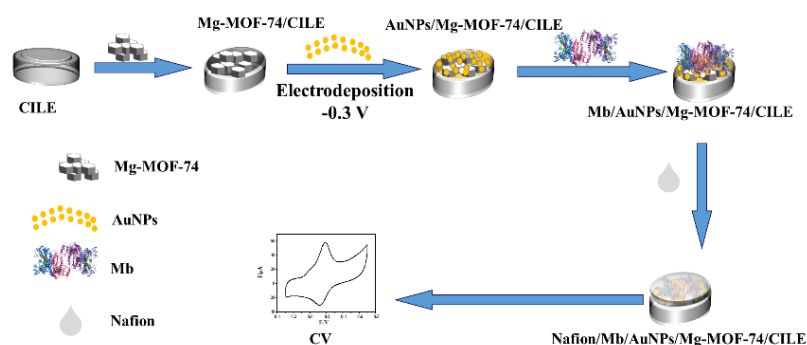 Mg-MOF-74/CILE
AuNPs/Mg-MOF-74/CILE
CILE
Electrodeposition
-0.3 V
Mb/AuNPs/Mg-MOF-74/CILE
Mg-MOF-74
AuNPs
Mb
Nafion
E/V
CV
Nafion/Mb/AuNPs/Mg-MOF-74/CILE